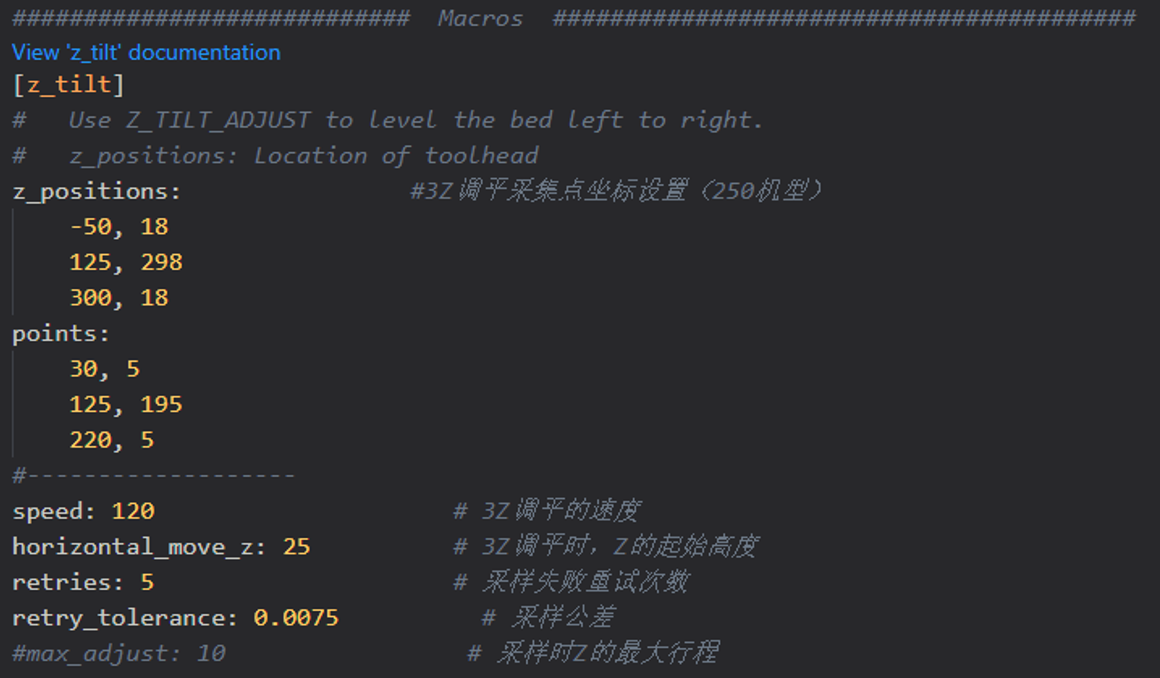 ############################  Macros  #########################################
View 'z_tilt' documentation
[z_tilt]
#   Use Z_TILT_ADJUST to level the bed left to right.
#   z_positions: Location of toolhead
z_positions:                #3Z调平采集点坐标设置（250机型）
    -50, 18
    125, 298
    300, 18
points:
    30, 5
    125, 195
    220, 5
#-------------------
speed: 120                     # 3Z调平的速度
horizontal_move_z: 25          # 3Z调平时，Z的起始高度
retries: 5                     # 采样失败重试次数
retry_tolerance: 0.0075          # 采样公差
#max_adjust: 10                 # 采样时Z的最大行程